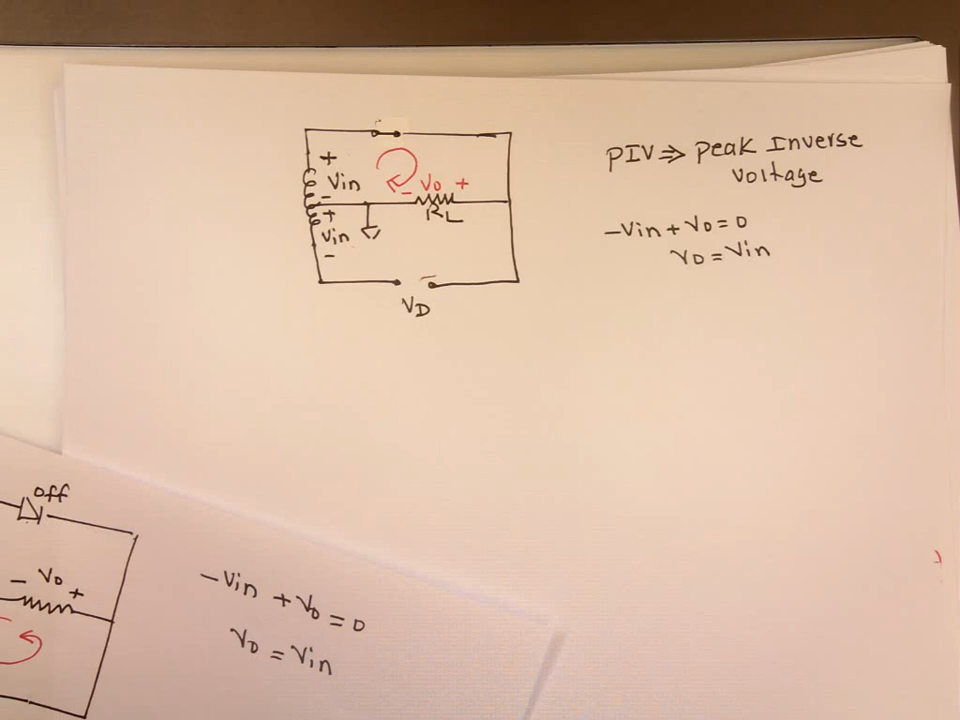 +
Vin
-
+
Vin
-
- Vo +
RL
VD
PIV ⇒ Peak Inverse
Voltage
-Vin + Vo = 0
Vo = Vin
off
- Vo +
-Vin + Vo = 0
Vo = Vin